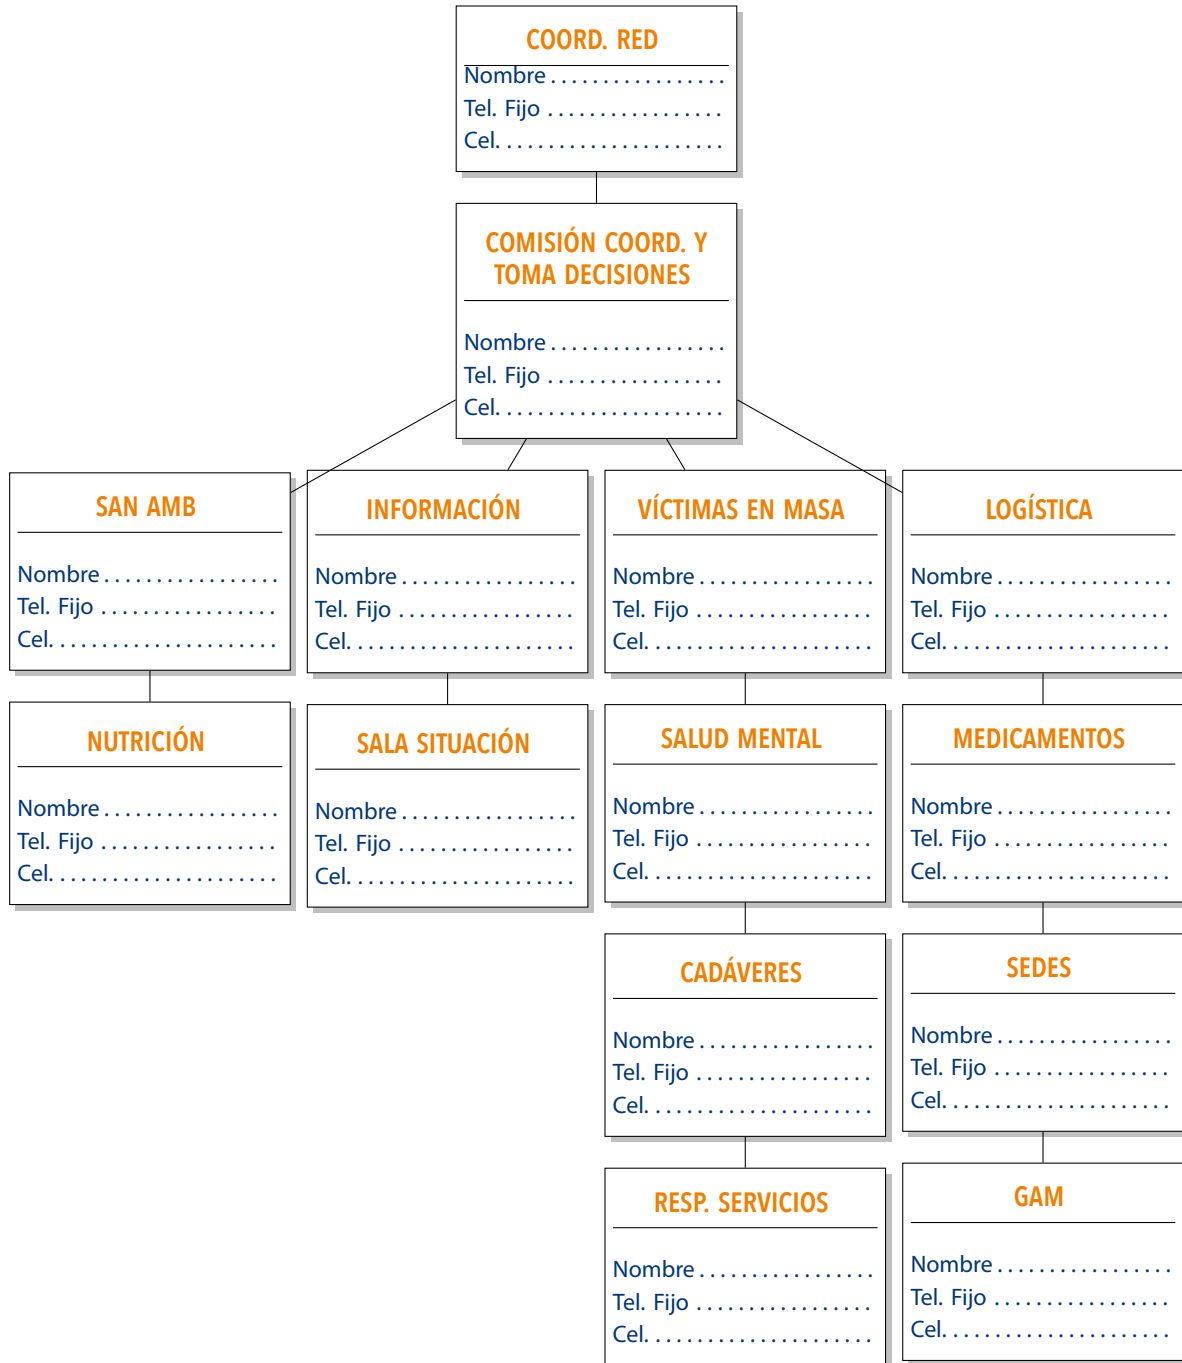 COORD. RED
Nombre . . . . . . . . . . . . . . . . .
Tel. Fijo . . . . . . . . . . . . . . . . .
Cel. . . . . . . . . . . . . . . . . . . . . .
COMISIÓN COORD. Y
TOMA DECISIONES
Nombre . . . . . . . . . . . . . . . . .
Tel. Fijo . . . . . . . . . . . . . . . . .
Cel. . . . . . . . . . . . . . . . . . . . . .
SAN AMB
Nombre . . . . . . . . . . . . . . . . .
Tel. Fijo . . . . . . . . . . . . . . . . .
Cel. . . . . . . . . . . . . . . . . . . . . .
INFORMACIÓN
Nombre . . . . . . . . . . . . . . . . .
Tel. Fijo . . . . . . . . . . . . . . . . .
Cel. . . . . . . . . . . . . . . . . . . . . .
VÍCTIMAS EN MASA
Nombre . . . . . . . . . . . . . . . . .
Tel. Fijo . . . . . . . . . . . . . . . . .
Cel. . . . . . . . . . . . . . . . . . . . . .
LOGÍSTICA
Nombre . . . . . . . . . . . . . . . . .
Tel. Fijo . . . . . . . . . . . . . . . . .
Cel. . . . . . . . . . . . . . . . . . . . . .
NUTRICIÓN
Nombre . . . . . . . . . . . . . . . . .
Tel. Fijo . . . . . . . . . . . . . . . . .
Cel. . . . . . . . . . . . . . . . . . . . . .
SALA SITUACIÓN
Nombre . . . . . . . . . . . . . . . . .
Tel. Fijo . . . . . . . . . . . . . . . . .
Cel. . . . . . . . . . . . . . . . . . . . . .
SALUD MENTAL
Nombre . . . . . . . . . . . . . . . . .
Tel. Fijo . . . . . . . . . . . . . . . . .
Cel. . . . . . . . . . . . . . . . . . . . . .
MEDICAMENTOS
Nombre . . . . . . . . . . . . . . . . .
Tel. Fijo . . . . . . . . . . . . . . . . .
Cel. . . . . . . . . . . . . . . . . . . . . .
CADÁVERES
Nombre . . . . . . . . . . . . . . . . .
Tel. Fijo . . . . . . . . . . . . . . . . .
Cel. . . . . . . . . . . . . . . . . . . . . .
SEDES
Nombre . . . . . . . . . . . . . . . . .
Tel. Fijo . . . . . . . . . . . . . . . . .
Cel. . . . . . . . . . . . . . . . . . . . . .
RESP. SERVICIOS
Nombre . . . . . . . . . . . . . . . . .
Tel. Fijo . . . . . . . . . . . . . . . . .
Cel. . . . . . . . . . . . . . . . . . . . . .
GAM
Nombre . . . . . . . . . . . . . . . . .
Tel. Fijo . . . . . . . . . . . . . . . . .
Cel. . . . . . . . . . . . . . . . . . . . . .